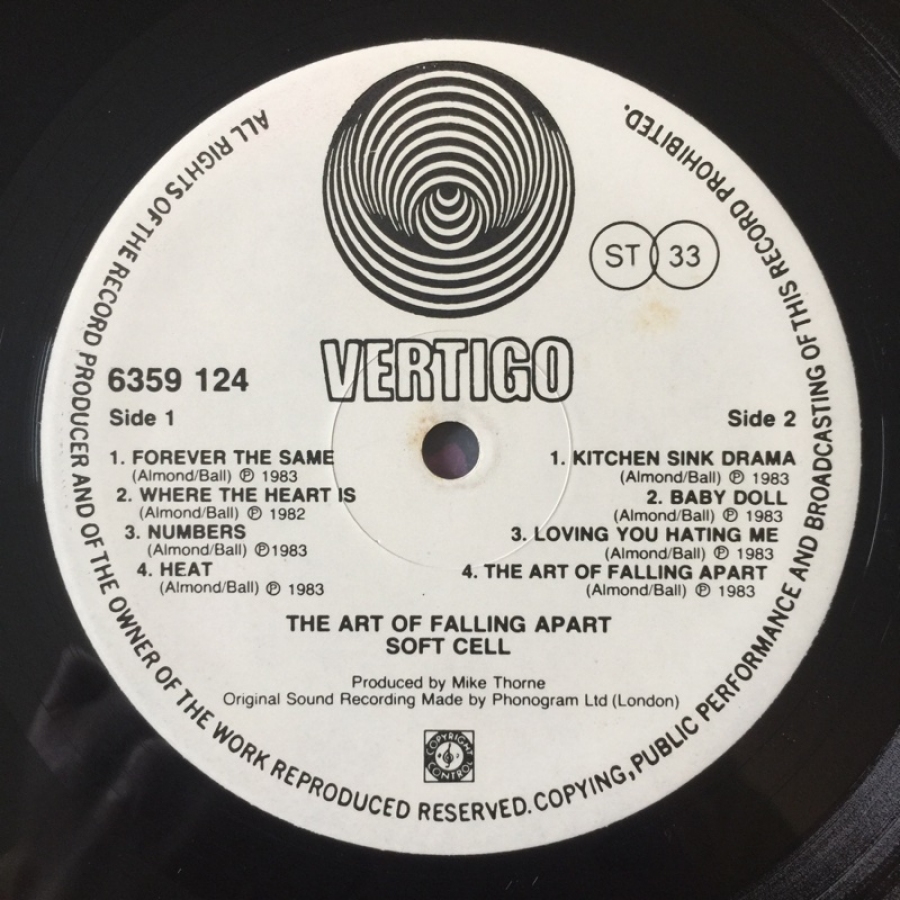 ALL RIGHTS OF THE RECORD PRODUCER AND OF THE OWNER OF THE WORK REPRODUCED RESERVED. COPYING, PUBLIC PERFORMANCE AND BROADCASTING OF THIS RECORD PROHIBITED.
ST 33
VERTIGO
6359 124
Side 1
1. FOREVER THE SAME
(Almond/Ball) ℗ 1983
2. WHERE THE HEART IS
(Almond/Ball) ℗ 1982
3. NUMBERS
(Almond/Ball) ℗1983
4. HEAT
(Almond/Ball) ℗ 1983
Side 2
1. KITCHEN SINK DRAMA
(Almond/Ball) ℗ 1983
2. BABY DOLL
(Almond/Ball) ℗ 1983
3. LOVING YOU HATING ME
(Almond/Ball) ℗ 1983
4. THE ART OF FALLING APART
(Almond/Ball) ℗ 1983
THE ART OF FALLING APART
SOFT CELL
Produced by Mike Thorne
Original Sound Recording Made by Phonogram Ltd (London)
COPYRIGHT
CONTROL